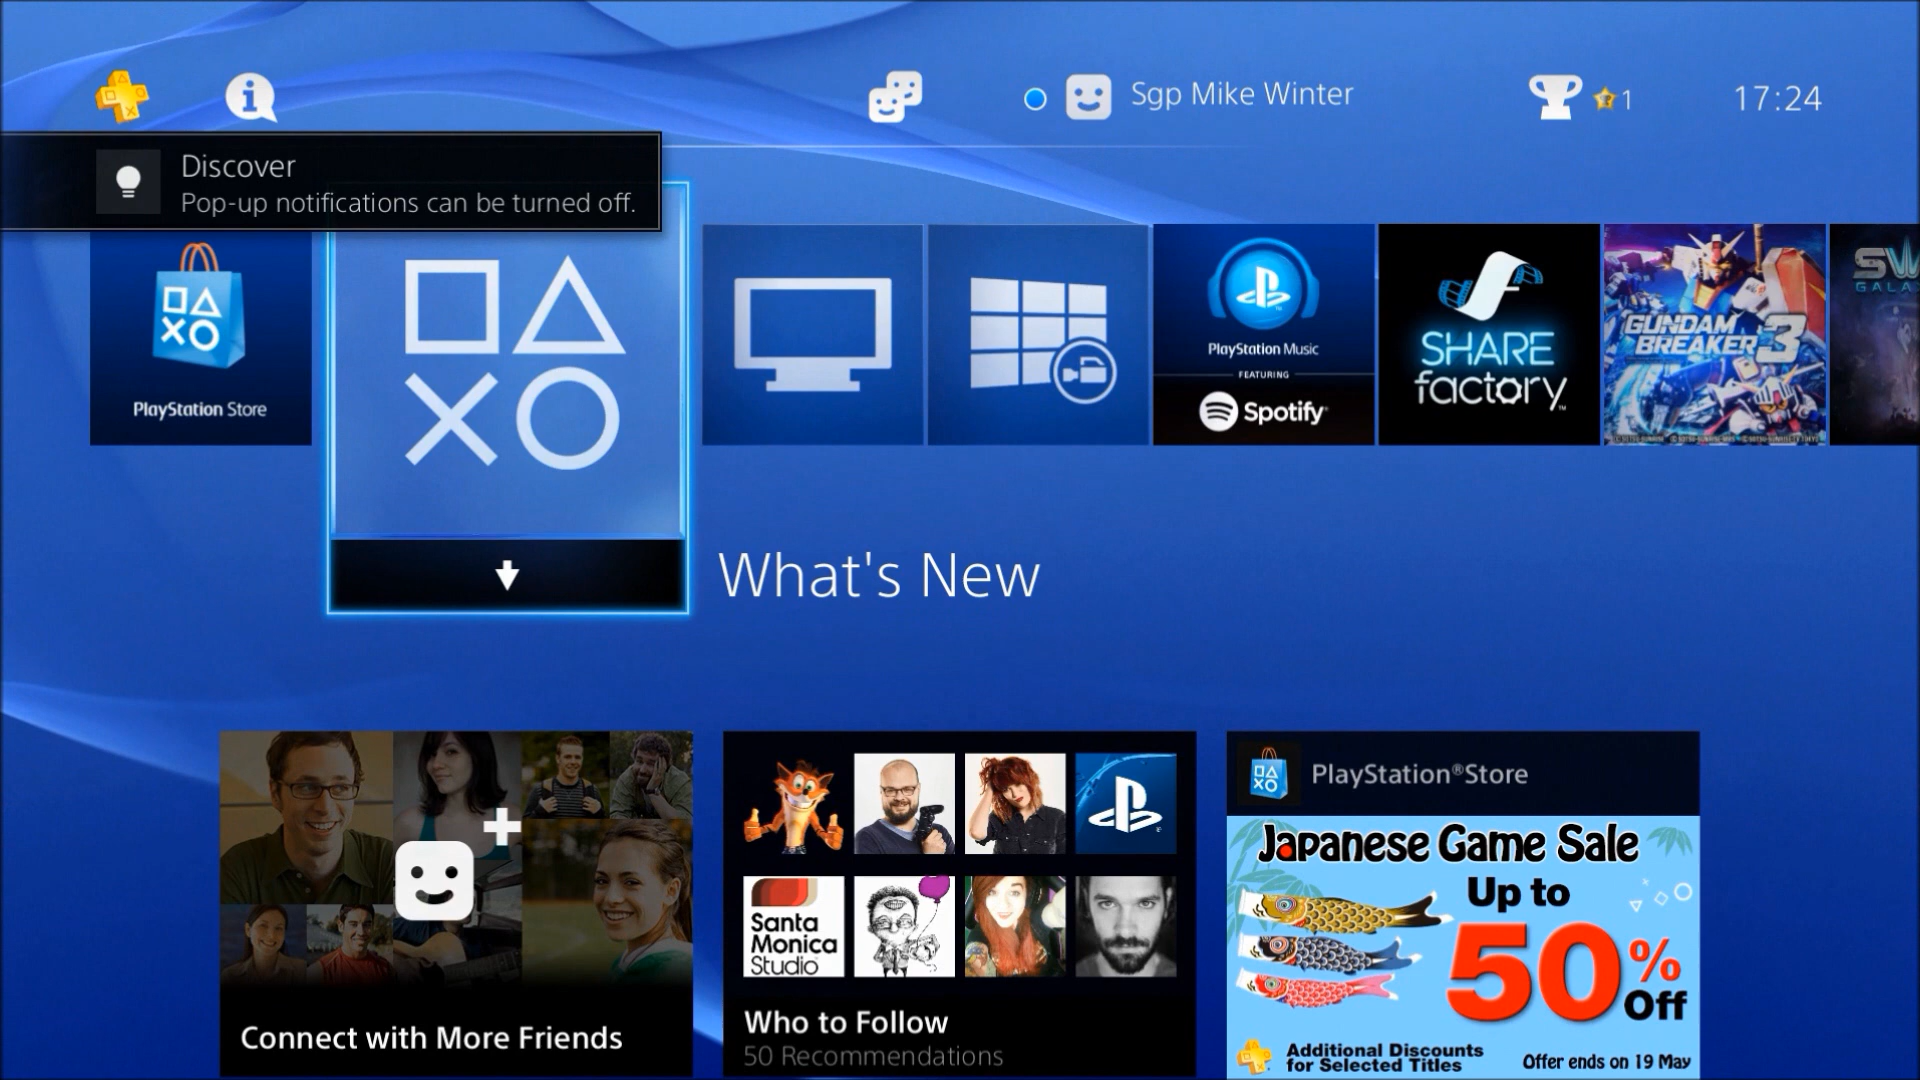 Sgp Mike Winter
1
17:24
Discover
Pop-up notifications can be turned off.
PlayStation Store
PlayStation Music
FEATURING
Spotify
SHARE
factory
GUNDAM
BREAKER 3
SW
GALAX
What's New
Connect with More Friends
Santa
Monica
Studio
Who to Follow
50 Recommendations
PlayStation®Store
Japanese Game Sale
Up to
50%
Off
Additional Discounts
for Selected Titles
Offer ends on 19 May